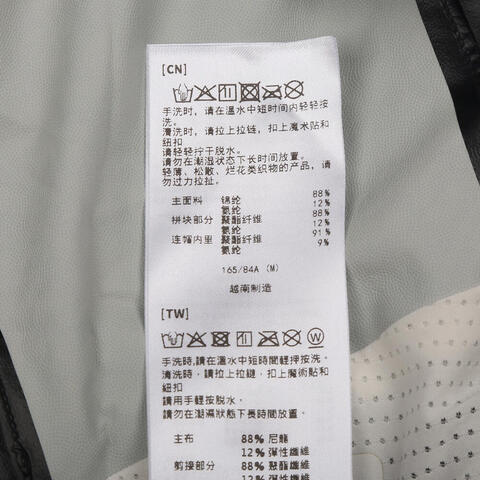 [CN]
手洗时，请在温水中短时间内轻轻按
洗。
清洗时，请拉上拉链，扣上魔术贴和
纽扣
请轻轻拧干脱水。
请勿在潮湿状态下长时间放置。
轻薄、松散、烂花类织物的产品，请
勿过力拉扯。
主面料 锦纶 88%
氨纶 12%
拼块部分 聚酯纤维 88%
氨纶 12%
连帽内里 聚酯纤维 91%
氨纶 9%
165/84A (M)
越南制造
[TW]
手洗時,請在溫水中短時間輕押按洗。
清洗時,請拉上拉鏈,扣上魔術貼和
紐扣
請用手輕按脫水。
請勿在潮濕狀態下長時間放置。
主布 88% 尼龍
12% 彈性纖維
剪接部分 88% 聚酯纖維
12% 彈性纖維